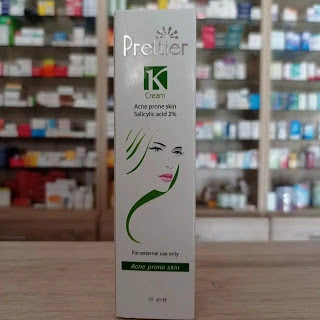 Prettier
K
Cream
Acne prone skin
Salicylic acid 2%
For external use only
Acne prone skin